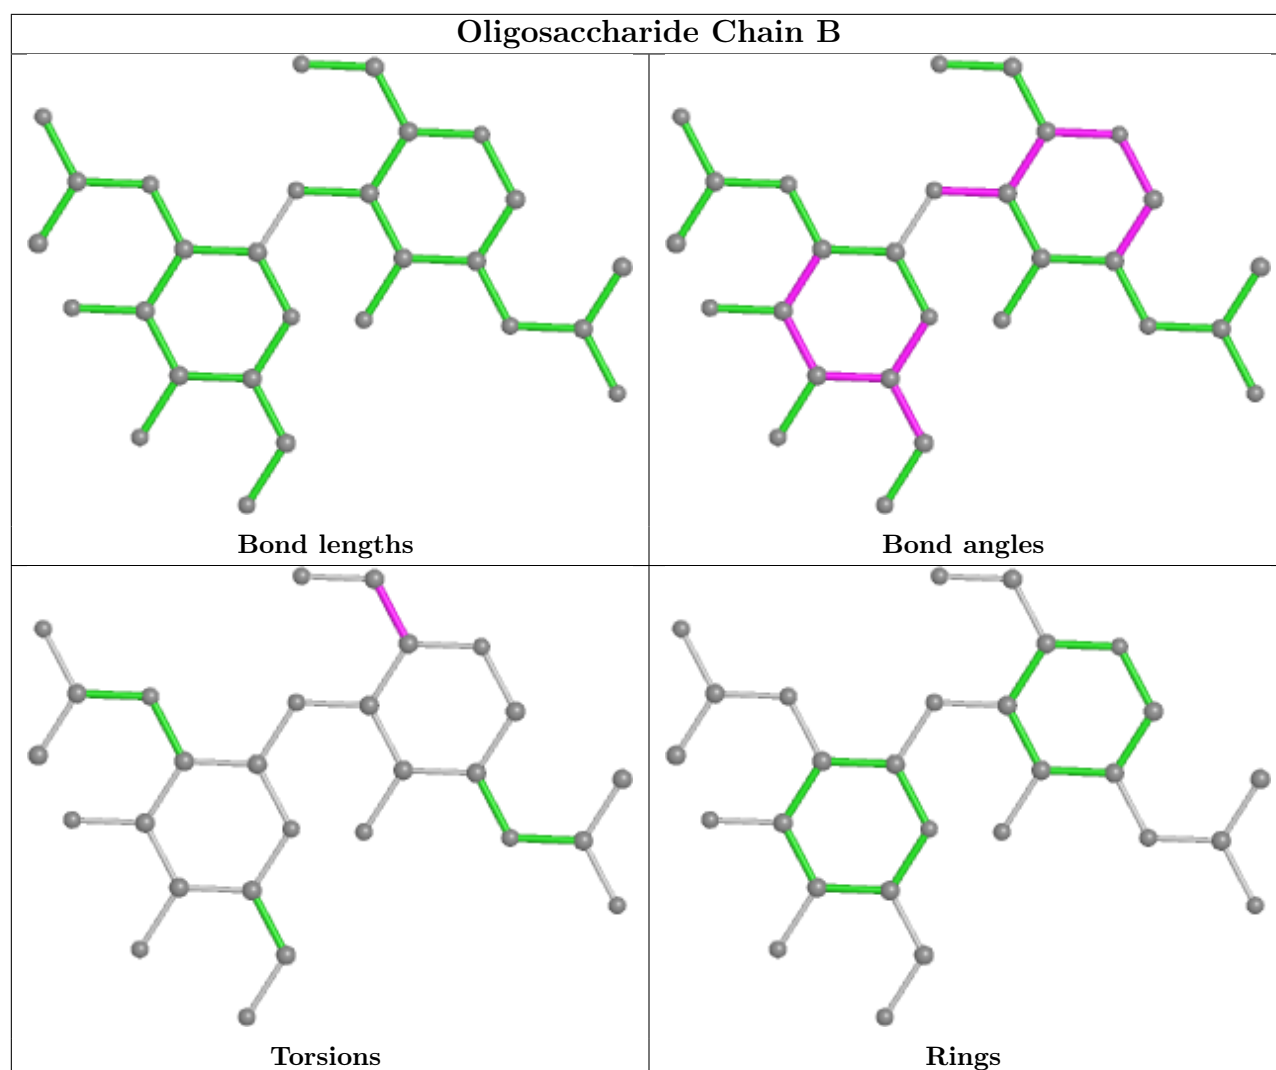 Oligosaccharide Chain B
Bond lengths
Bond angles
Torsions
Rings